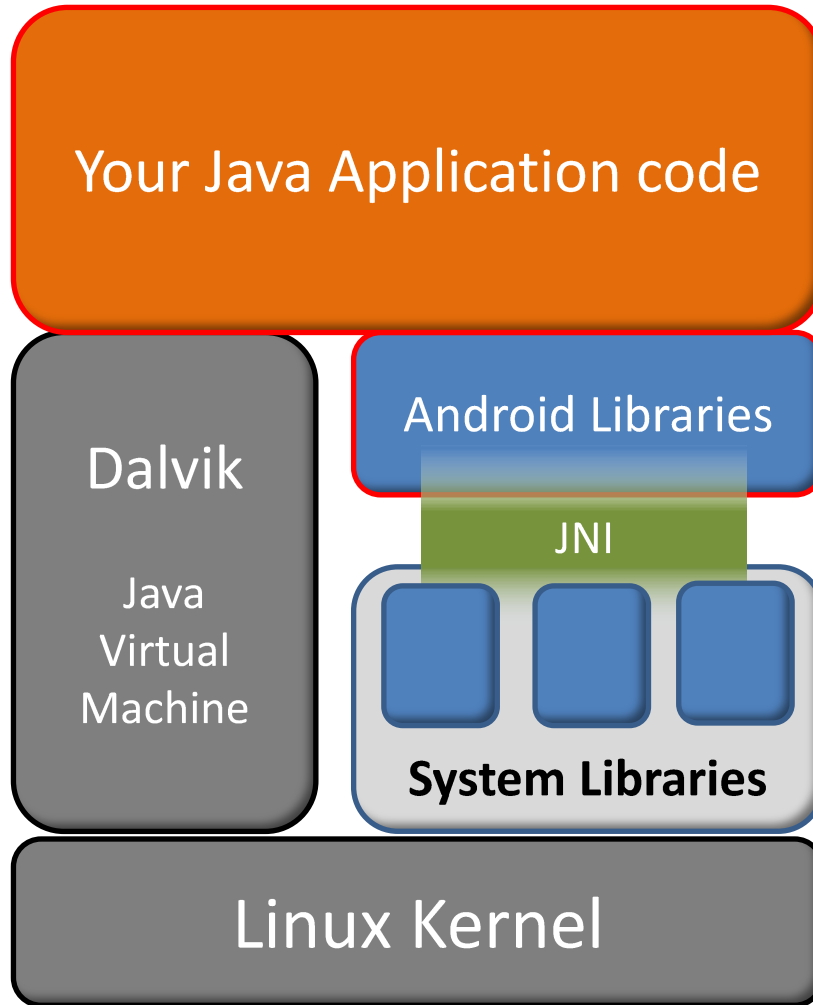 Your Java Application code
Dalvik
Java
Virtual
Machine
Android Libraries
JNI
System Libraries
Linux Kernel